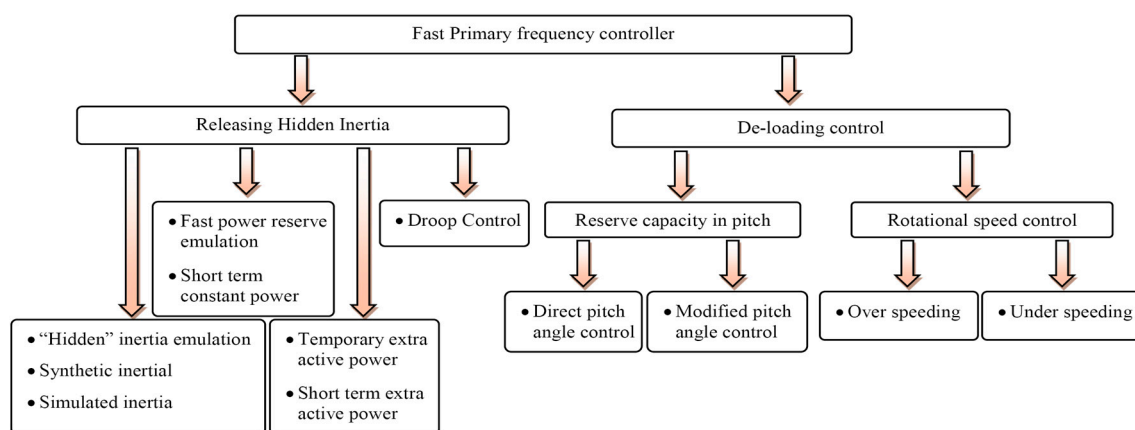 Fast Primary frequency controller
Releasing Hidden Inertia
De-loading control
• Fast power reserve
emulation
• Short term
constant power
• Droop Control
Reserve capacity in pitch
Rotational speed control
• “Hidden” inertia emulation
• Synthetic inertial
• Simulated inertia
• Temporary extra
active power
• Short term extra
active power
• Direct pitch
angle control
• Modified pitch
angle control
• Over speeding
• Under speeding